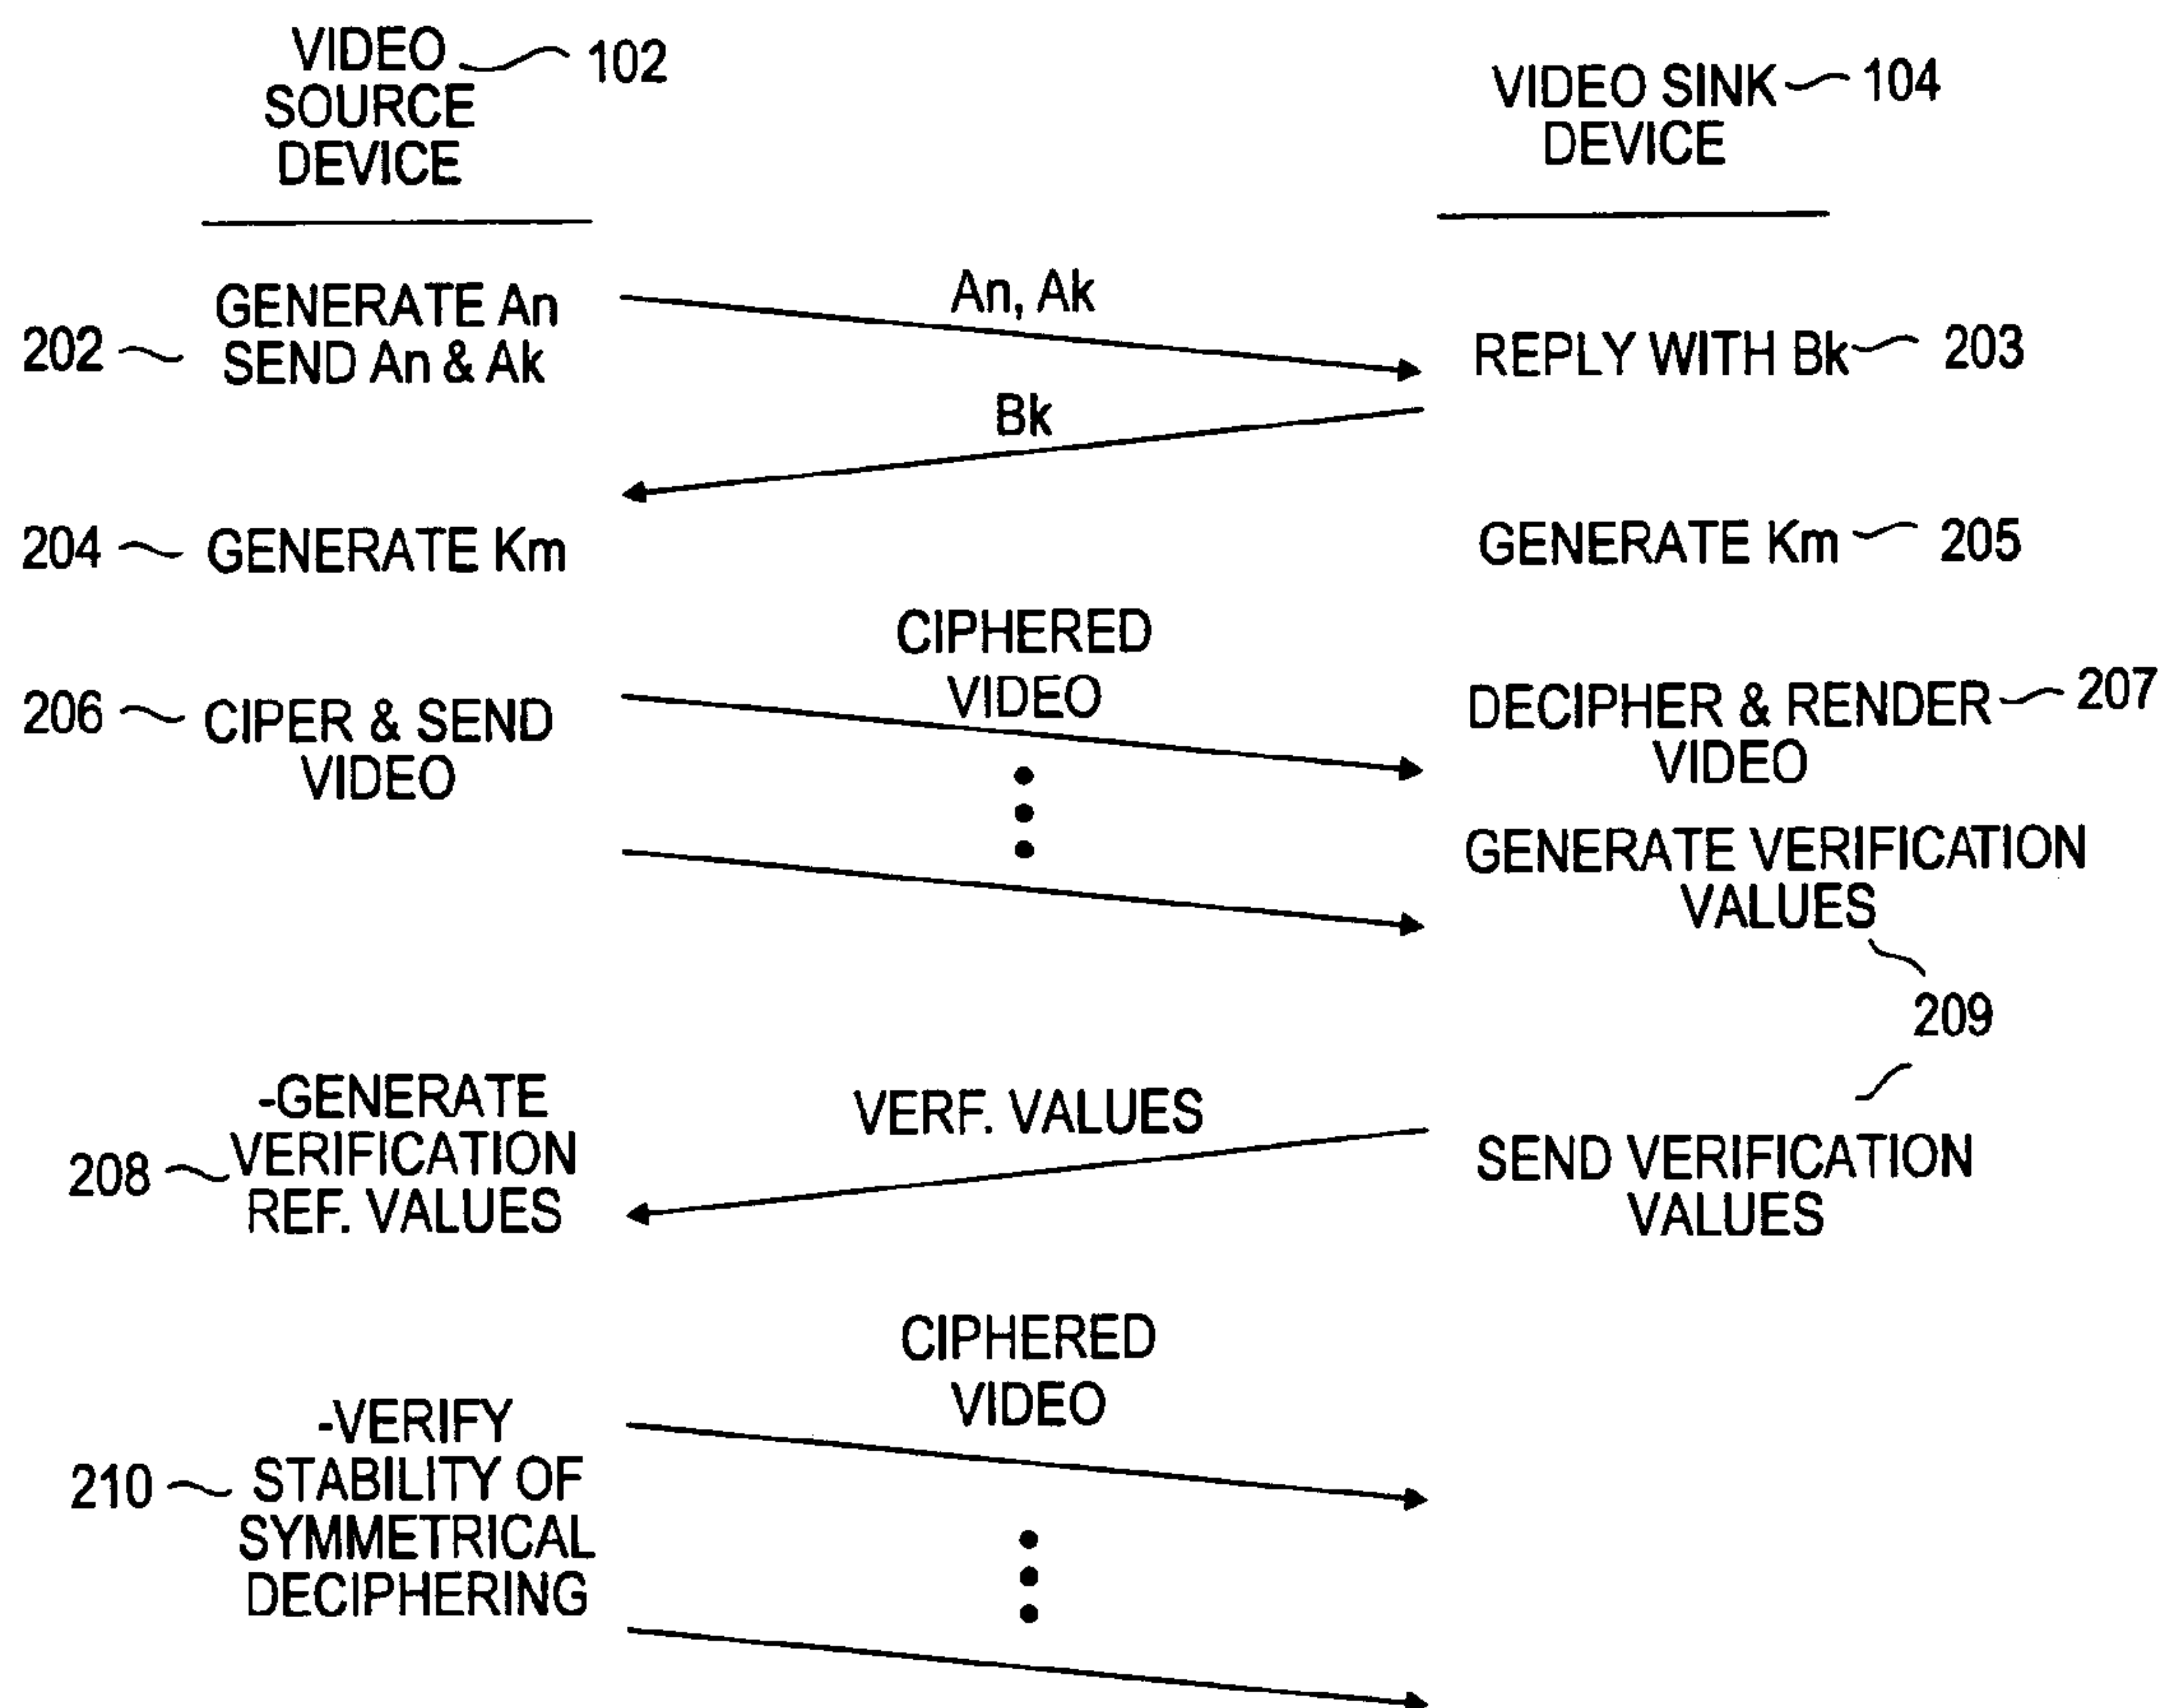 VIDEO
SOURCE
DEVICE
102
VIDEO SINK
DEVICE
104
GENERATE An
SEND An & Ak
202
An, Ak
REPLY WITH Bk
203
Bk
204
GENERATE Km
GENERATE Km
205
CIPHERED
VIDEO
206
CIPER & SEND
VIDEO
DECIPHER & RENDER
VIDEO
207
GENERATE VERIFICATION
VALUES
209
-GENERATE
VERIFICATION
REF. VALUES
208
VERF. VALUES
SEND VERIFICATION
VALUES
CIPHERED
VIDEO
-VERIFY
STABILITY OF
SYMMETRICAL
DECIPHERING
210